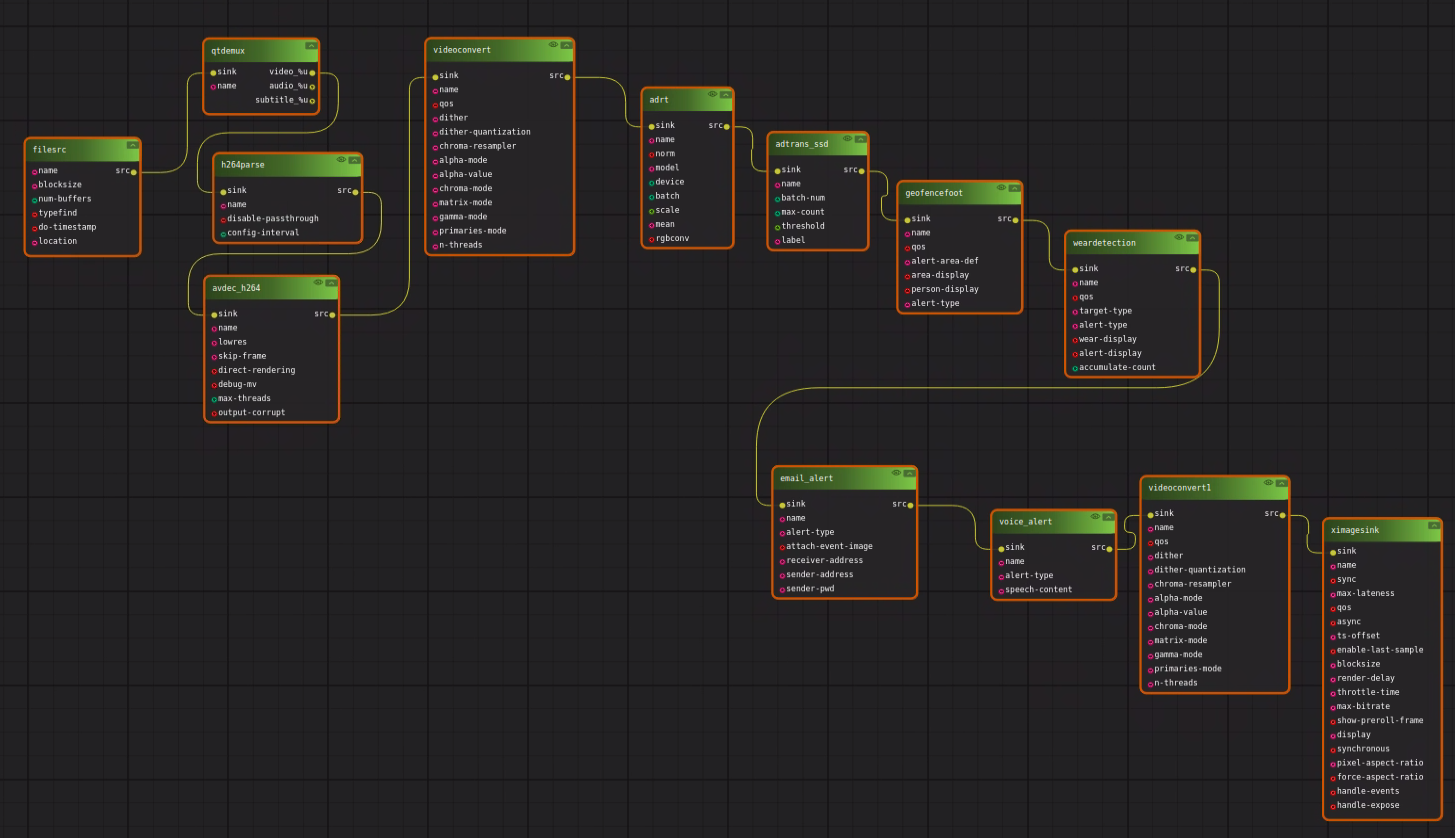 qtdemux
sink video_%u
name audio_%u
subtitle_%u
filesrc
name src
blocksize
num-buffers
typefind
do-timestamp
location
h264parse
sink src
name
disable-passthrough
config-interval
avdec_h264
sink src
name
lowres
skip-frame
direct-rendering
debug-mv
max-threads
output-corrupt
videoconvert
sink src
name
qos
dither
dither-quantization
chroma-resampler
alpha-mode
alpha-value
chroma-mode
matrix-mode
gamma-mode
primaries-mode
n-threads
adrt
sink src
name
norm
model
device
batch
scale
mean
rgbconv
adtrans_ssd
sink src
name
batch-num
max-count
threshold
label
geofencefoot
sink src
name
qos
alert-area-def
area-display
person-display
alert-type
weardetection
sink src
name
qos
target-type
alert-type
wear-display
alert-display
accumulate-count
email_alert
sink src
name
alert-type
attach-event-image
receiver-address
sender-address
sender-pwd
voice_alert
sink src
name
alert-type
speech-content
videoconvert1
sink src
name
qos
dither
dither-quantization
chroma-resampler
alpha-mode
alpha-value
chroma-mode
matrix-mode
gamma-mode
primaries-mode
n-threads
ximagesink
sink
name
sync
max-lateness
qos
async
ts-offset
enable-last-sample
blocksize
render-delay
throttle-time
max-bitrate
show-preroll-frame
display
synchronous
pixel-aspect-ratio
force-aspect-ratio
handle-events
handle-expose